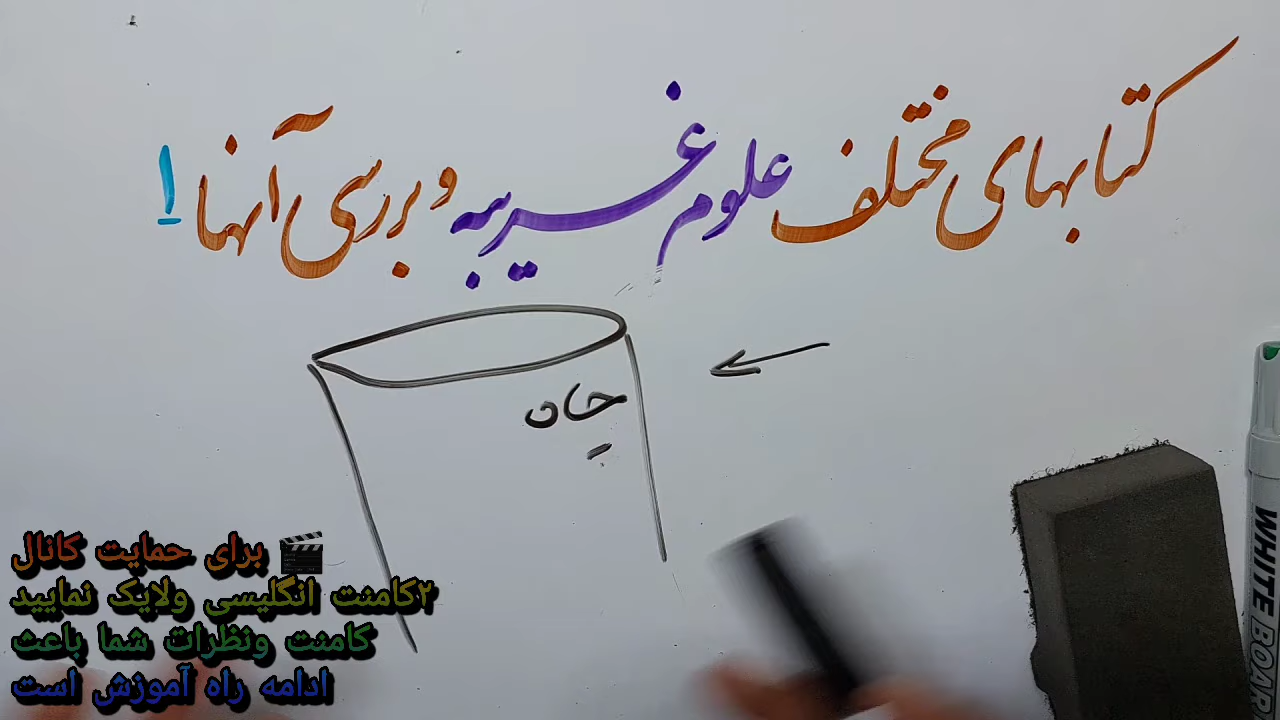 کتابهای مختلف علوم غریبه و بررسی آنها!
چاه
برای حمایت کانال
۲کامنت انگلیسی ولایک نمایید
کامنت ونظرات شما باعث
ادامه راه آموزش است
WHITE BOAR